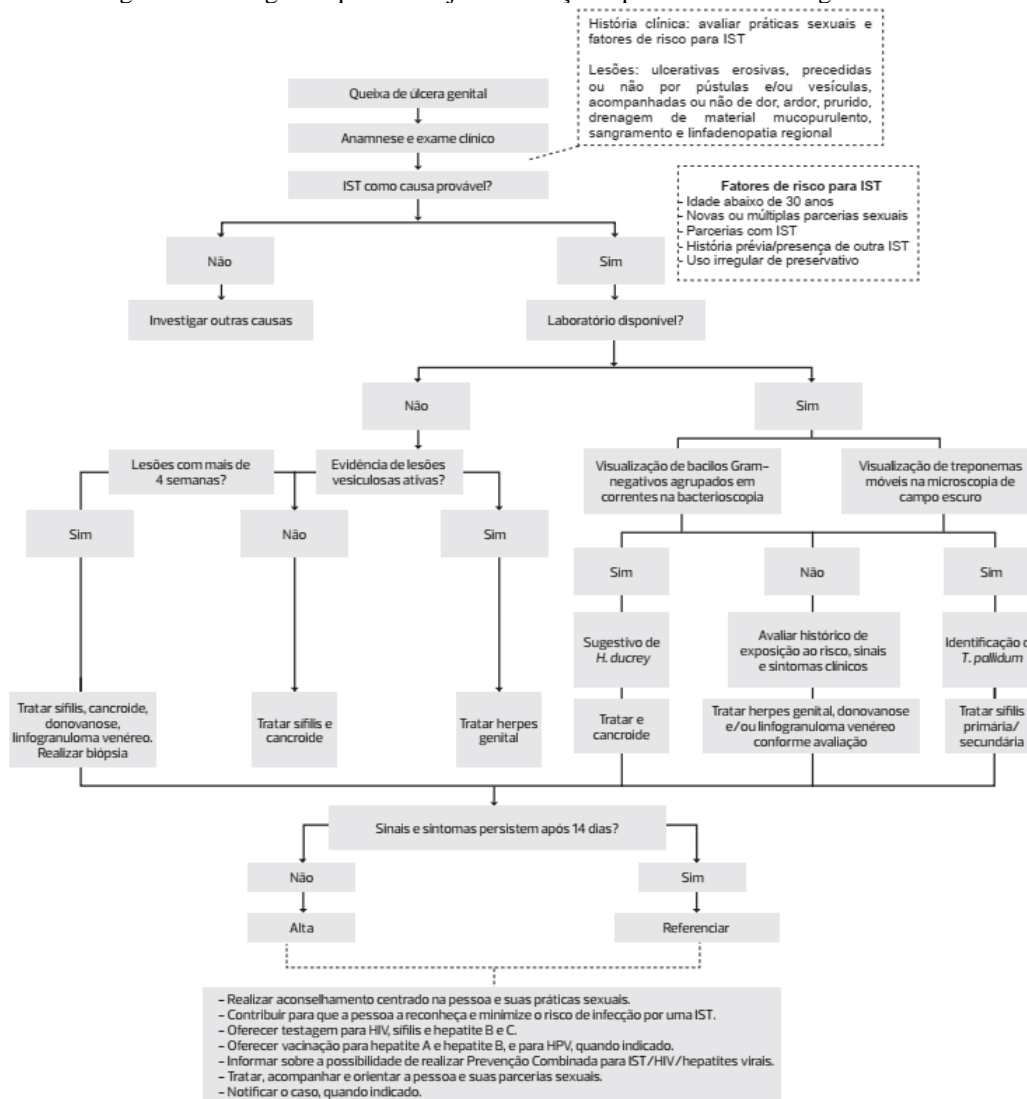 História clínica: avaliar práticas sexuais e
fatores de risco para IST
Lesões: ulcerativas erosivas, precedidas
ou não por pústulas e/ou vesículas,
acompanhadas ou não de dor, ardor, prurido,
drenagem de material mucopurulento,
sangramento e linfadenopatia regional
Queixa de úlcera genital
Anamnese e exame clínico
IST como causa provável?
Fatores de risco para IST
- Idade abaixo de 30 anos
- Novas ou múltiplas parcerias sexuais
- Parcerias com IST
- História prévia/presença de outra IST
- Uso irregular de preservativo
Não
Sim
Investigar outras causas
Laboratório disponível?
Não
Sim
Lesões com mais de
4 semanas?
Evidência de lesões
vesiculosas ativas?
Visualização de bacilos Gram-
negativos agrupados em
correntes na bacterioscopia
Visualização de treponemas
móveis na microscopia de
campo escuro
Sim
Não
Sim
Sim
Não
Sim
Sugestivo de
H. ducrey
Avaliar histórico de
exposição ao risco, sinais
e sintomas clínicos
Identificação d
T. pallidum
Tratar sífilis, cancroide,
donovanose,
linfogranuloma venéreo.
Realizar biópsia
Tratar sífilis e
cancroide
Tratar herpes
genital
Tratar e
cancroide
Tratar herpes genital, donovanose
e/ou linfogranuloma venéreo
conforme avaliação
Tratar sífilis
primária/
secundária
Sinais e sintomas persistem após 14 dias?
Não
Sim
Alta
Referenciar
- Realizar aconselhamento centrado na pessoa e suas práticas sexuais.
- Contribuir para que a pessoa a reconheça e minimize o risco de infecção por uma IST.
- Oferecer testagem para HIV, sífilis e hepatite B e C.
- Oferecer vacinação para hepatite A e hepatite B, e para HPV, quando indicado.
- Informar sobre a possibilidade de realizar Prevenção Combinada para IST/HIV/hepatites virais.
- Tratar, acompanhar e orientar a pessoa e suas parcerias sexuais.
- Notificar o caso, quando indicado.